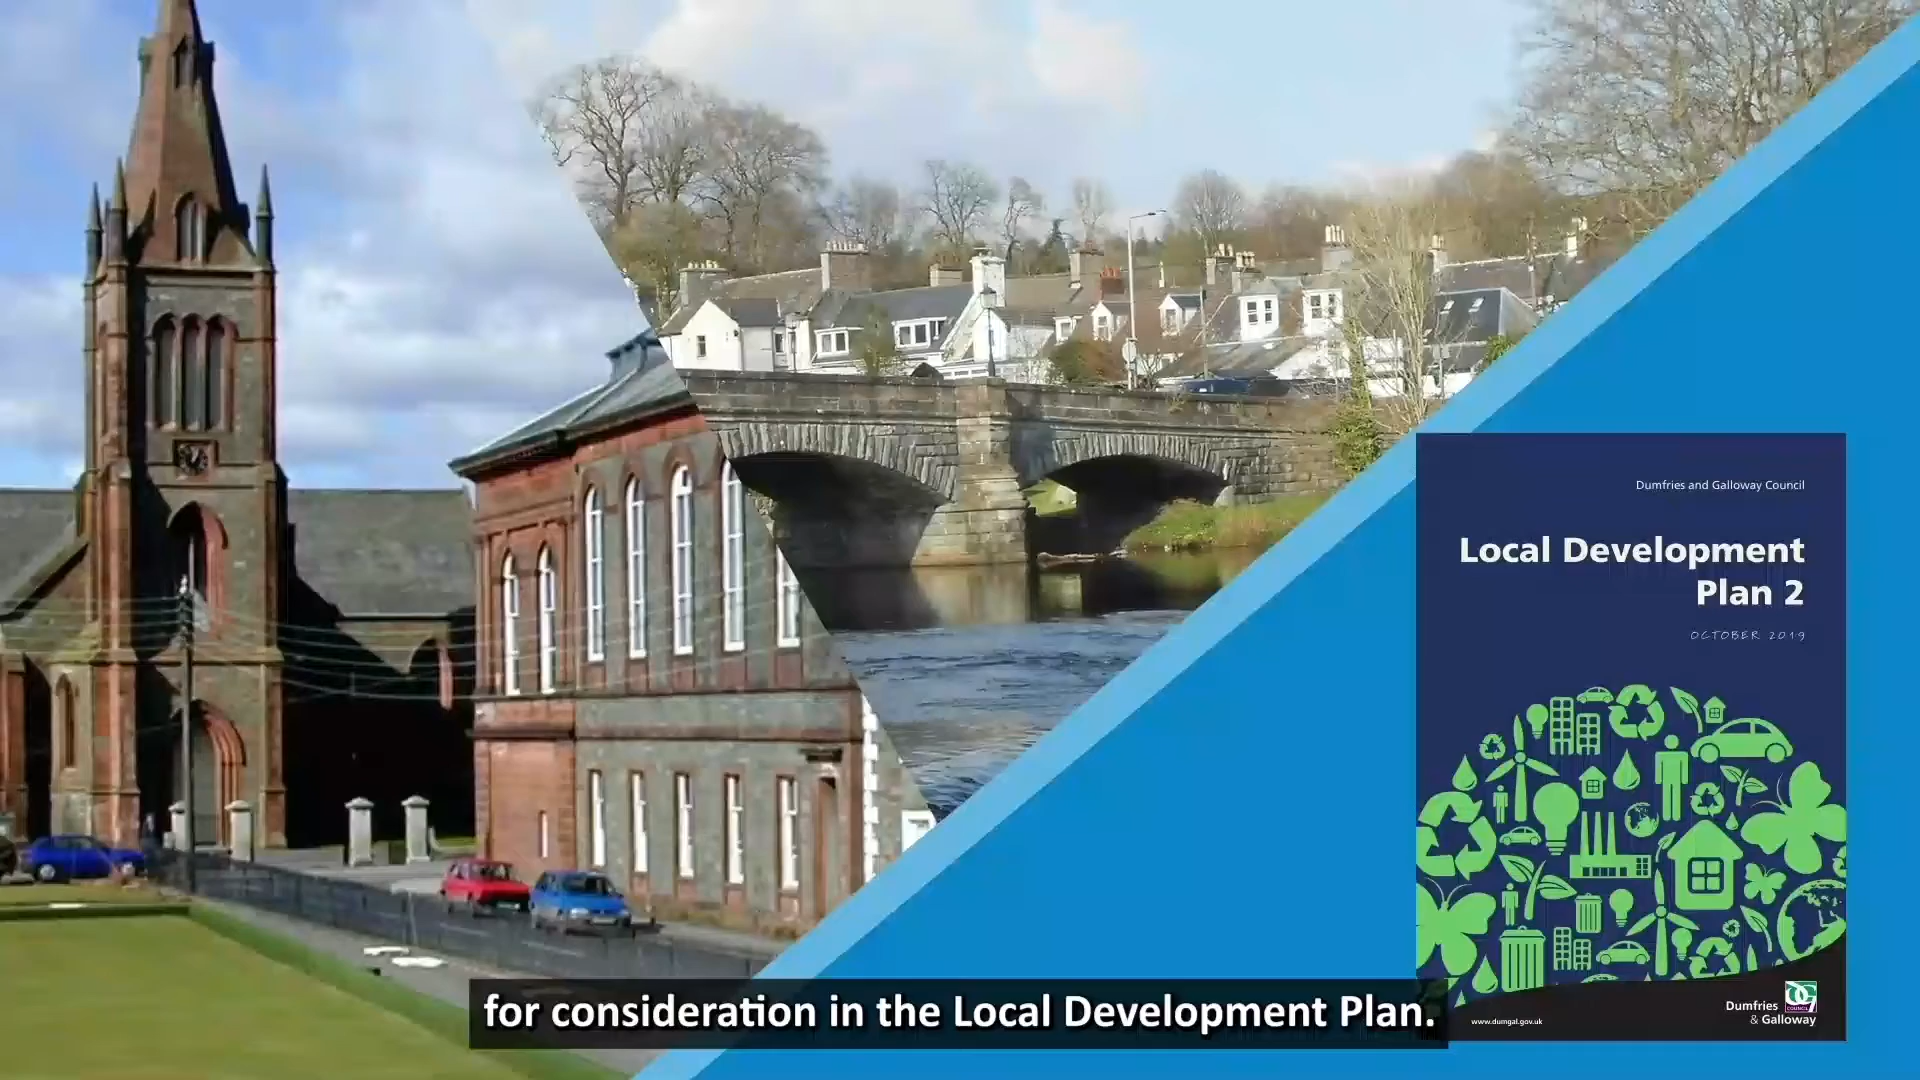 Dumfries and Galloway Council
Local Development
Plan 2
OCTOBER 2019
for consideration in the Local Development Plan.
www.dumgal.gov.uk
Dumfries
& Galloway
COUNCIL